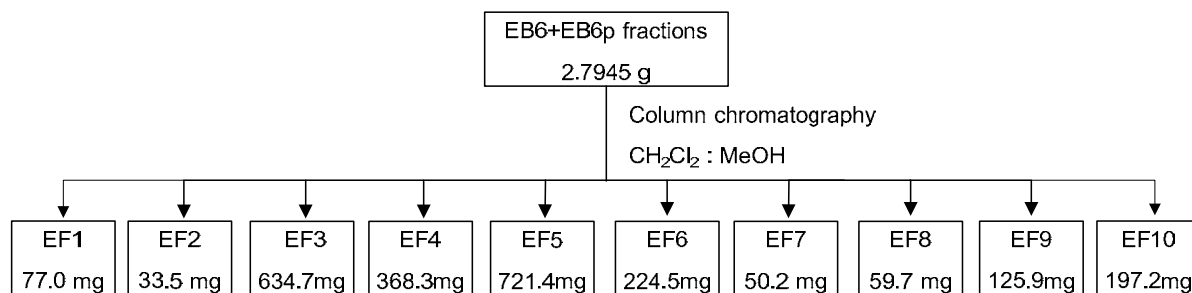 EB6+EB6p fractions
2.7945 g
Column chromatography
CH₂Cl₂ : MeOH
EF1
77.0 mg
EF2
33.5 mg
EF3
634.7mg
EF4
368.3mg
EF5
721.4mg
EF6
224.5mg
EF7
50.2 mg
EF8
59.7 mg
EF9
125.9mg
EF10
197.2mg